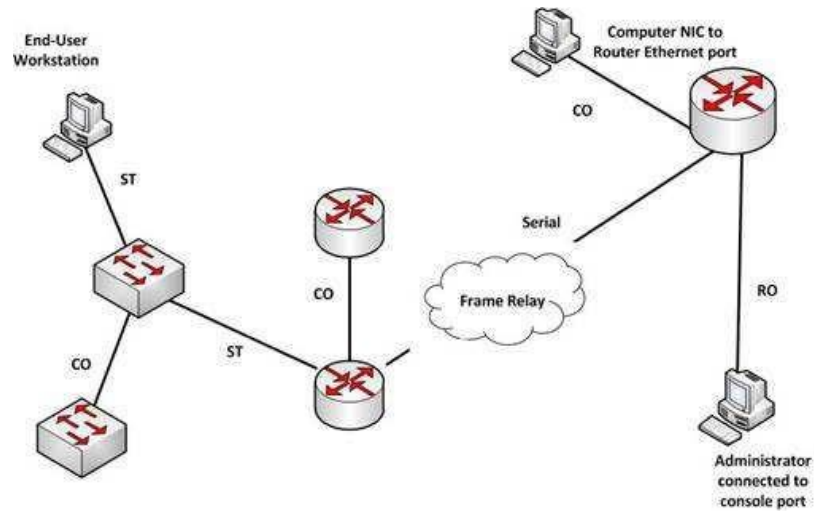 End-User
Workstation
Computer NIC to
Router Ethernet port
CO
ST
Serial
CO
Frame Relay
RO
ST
CO
Administrator
connected to
console port